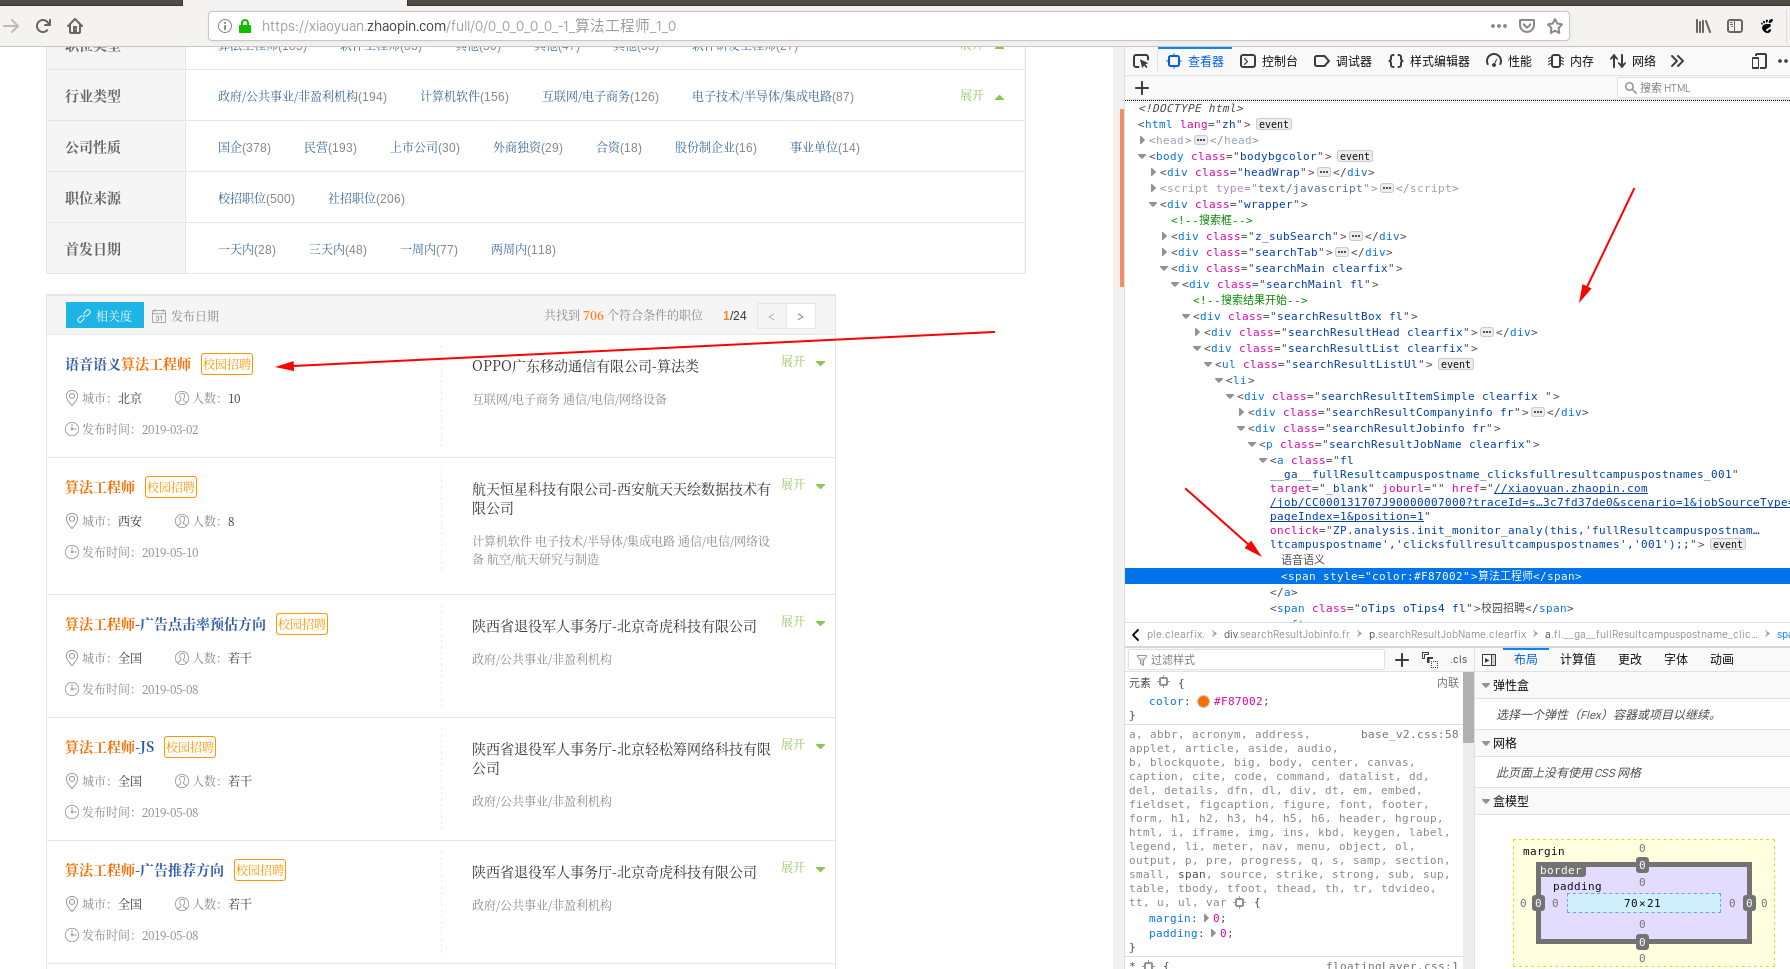 https://xiaoyuan.zhaopin.com/full/0/0_0_0_0_0_-1_算法工程师_1_0
行业类型 政府/公共事业/非盈利机构(194) 计算机软件(156) 互联网/电子商务(126) 电子技术/半导体/集成电路(87) 展开
公司性质 国企(378) 民营(193) 上市公司(30) 外商独资(29) 合资(18) 股份制企业(16) 事业单位(14)
职位来源 校招职位(500) 社招职位(206)
首发日期 一天内(28) 三天内(48) 一周内(77) 两周内(118)
相关度 31 发布日期 共找到 706 个符合条件的职位 1/24 < >
语音语义算法工程师 校园招聘
城市: 北京 人数: 10
发布时间: 2019-03-02
OPPO广东移动通信有限公司-算法类 展开
互联网/电子商务 通信/电信/网络设备
算法工程师 校园招聘
城市: 西安 人数: 8
发布时间: 2019-05-10
航天恒星科技有限公司-西安航天天绘数据技术有 展开
限公司
计算机软件 电子技术/半导体/集成电路 通信/电信/网络设
备 航空/航天研究与制造
算法工程师-广告点击率预估方向 校园招聘
城市: 全国 人数: 若干
发布时间: 2019-05-08
陕西省退役军人事务厅-北京奇虎科技有限公司 展开
政府/公共事业/非盈利机构
算法工程师-JS 校园招聘
城市: 全国 人数: 若干
发布时间: 2019-05-08
陕西省退役军人事务厅-北京轻松筹网络科技有限 展开
公司
政府/公共事业/非盈利机构
算法工程师-广告推荐方向 校园招聘
城市: 全国 人数: 若干
发布时间: 2019-05-08
陕西省退役军人事务厅-北京奇虎科技有限公司 展开
政府/公共事业/非盈利机构
查看器 控制台 调试器 样式编辑器 性能 内存 网络
搜索 HTML
<!DOCTYPE html>
<html lang="zh"> event
<head></head>
<body class="bodybgcolor"> event
<div class="headWrap"></div>
<script type="text/javascript"></script>
<div class="wrapper">
<!--搜索框-->
<div class="z_subSearch"></div>
<div class="searchTab"></div>
<div class="searchMain clearfix">
<div class="searchMainl fl">
<!--搜索结果开始-->
<div class="searchResultBox fl">
<div class="searchResultHead clearfix"></div>
<div class="searchResultList clearfix">
<ul class="searchResultListUl"> event
<li>
<div class="searchResultItemSimple clearfix ">
<div class="searchResultCompanyinfo fr"></div>
<div class="searchResultJobinfo fr">
<p class="searchResultJobName clearfix">
<a class="fl
__ga__fullResultcampuspostname_clicksfullresultcampuspostnames_001"
target="_blank" joburl="" href="//xiaoyuan.zhaopin.com
/job/CC000131707J90000007000?traceId=s…3c7fd37de0&scenario=1&jobSourceType=
pageIndex=1&position=1"
onclick="ZP.analysis.init_monitor_analy(this,'fullResultcampuspostnam…
ltcampuspostname','clicksfullresultcampuspostnames','001');;"> event
语音语义
<span style="color:#F87002">算法工程师</span>
</a>
<span class="oTips oTips4 fl">校园招聘</span>
ple.clearfix. div.searchResultJobinfo.fr p.searchResultJobName.clearfix a.fl.__ga__fullResultcampuspostname_clic… spa
过滤样式 .cls
元素 { 内联
color: #F87002;
}
a, abbr, acronym, address, base_v2.css:58
applet, article, aside, audio,
b, blockquote, big, body, center, canvas,
caption, cite, code, command, datalist, dd,
del, details, dfn, dl, div, dt, em, embed,
fieldset, figcaption, figure, font, footer,
form, h1, h2, h3, h4, h5, h6, header, hgroup,
html, i, iframe, img, ins, kbd, keygen, label,
legend, li, meter, nav, menu, object, ol,
output, p, pre, progress, q, s, samp, section,
small, span, source, strike, strong, sub, sup,
table, tbody, tfoot, thead, th, tr, tdvideo,
tt, u, ul, var {
margin: 0;
padding: 0;
}
* { floatingLayer.css:1
布局 计算值 更改 字体 动画
弹性盒
选择一个弹性（Flex）容器或项目以继续。
网格
此页面上没有使用 CSS 网格
盒模型
margin 0
border 0
padding 0
0 0 0 70×21 0 0 0
0
0
0